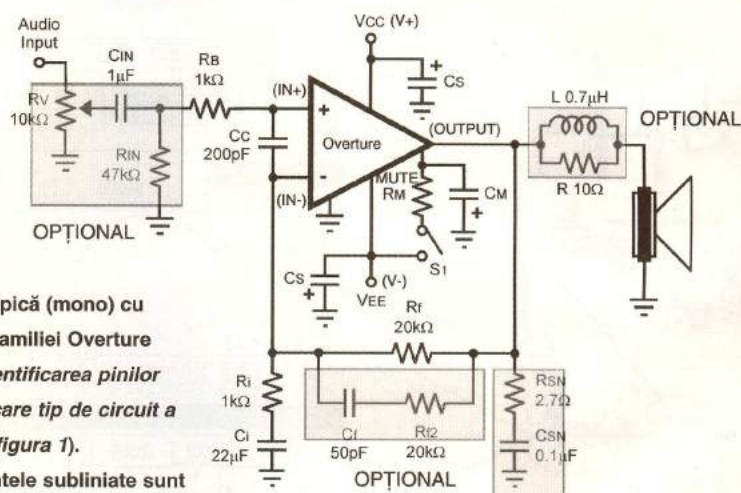 Audio
Input
CIN
1µF
RB
1kΩ
VCC (V+)
+
CS
(IN+)
RV
10kΩ
RIN
47kΩ
CC
200pF
+
Overture
-
(IN-)
(OUTPUT)
L 0.7µH
R 10Ω
OPȚIONAL
OPȚIONAL
MUTE
RM
CM
+
S1
CS
+
(V-)
VEE
pică (mono) cu
amiliei Overture
entificarea pinilor
care tip de circuit a
figura 1).
ntele subliniate sunt
Rf
20kΩ
Ri
1kΩ
Ci
22µF
Cf
50pF
Rf2
20kΩ
OPȚIONAL
RSN
2.7Ω
CSN
0.1µF